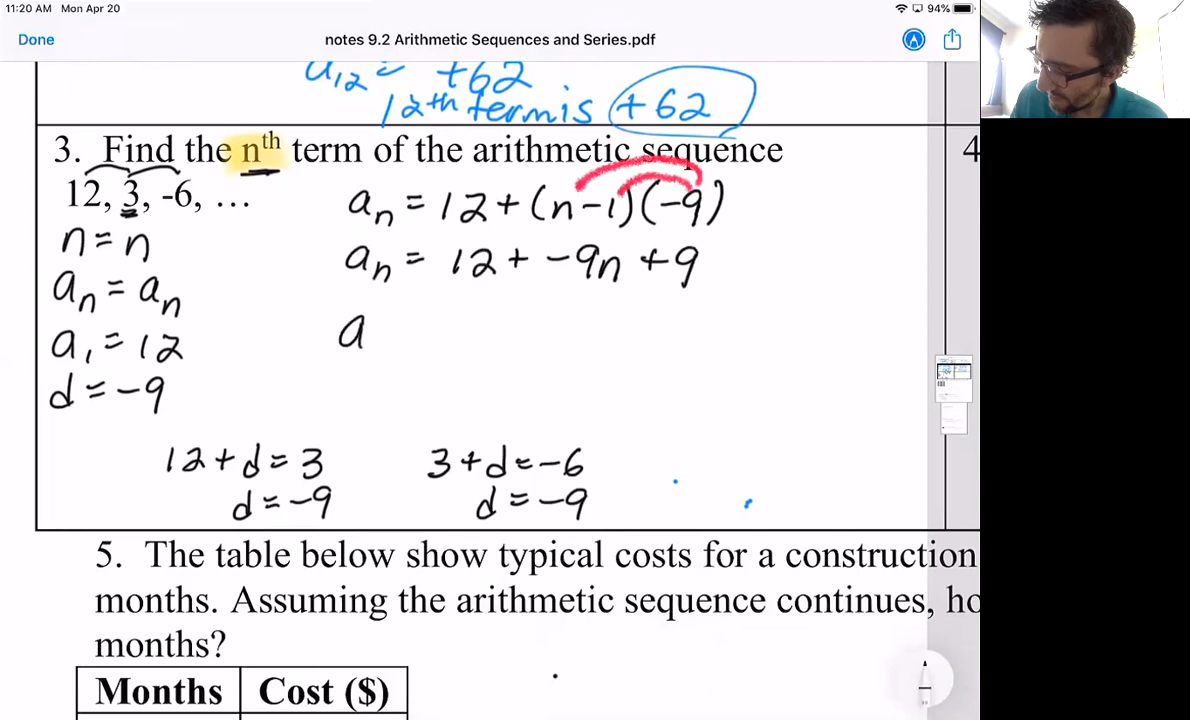 11:20 AM Mon Apr 20
94%
Done
notes 9.2 Arithmetic Sequences and Series.pdf
a12 = +62
12th term is +62
3. Find the nth term of the arithmetic sequence
4
12, 3, -6, …
an = 12 + (n-1)(-9)
n = n
an = 12 + -9n + 9
an = an
a
a1 = 12
d = -9
12 + d = 3
3 + d = -6
d = -9
d = -9
5. The table below show typical costs for a construction
months. Assuming the arithmetic sequence continues, ho
months?
Months
Cost ($)